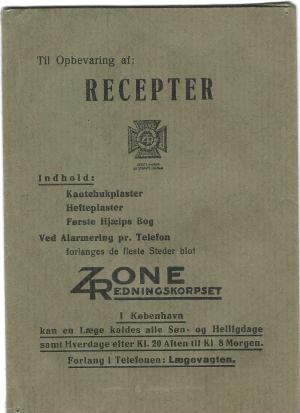 Til Opbevaring af:
RECEPTER
Indhold:
Kautchukplaster
Hefteplaster
Første Hjælps Bog
Ved Alarmering pr. Telefon
forlanges de fleste Steder blot
ZONE
REDNINGSKORPSET
I København
kan en Læge kaldes alle Søn- og Helligdage
samt Hverdage efter Kl. 20 Aften til Kl. 8 Morgen.
Forlang i Telefonen: Lægevagten.